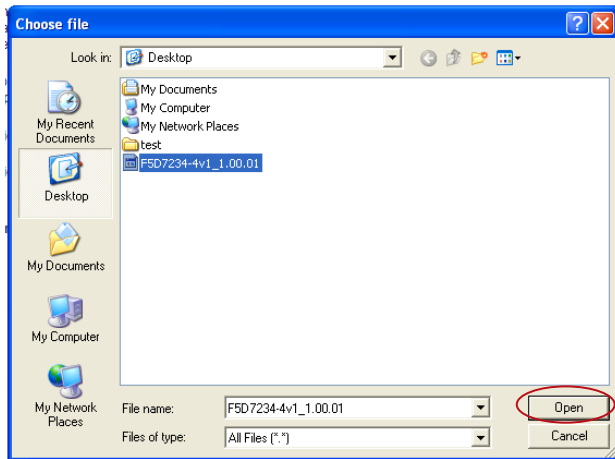 Choose file
Look in:
Desktop
My Documents
My Computer
My Network Places
test
F5D7234-4v1_1.00.01
My Recent
Documents
Desktop
My Documents
My Computer
My Network
Places
File name:
F5D7234-4v1_1.00.01
Open
Files of type:
All Files (*.*)
Cancel